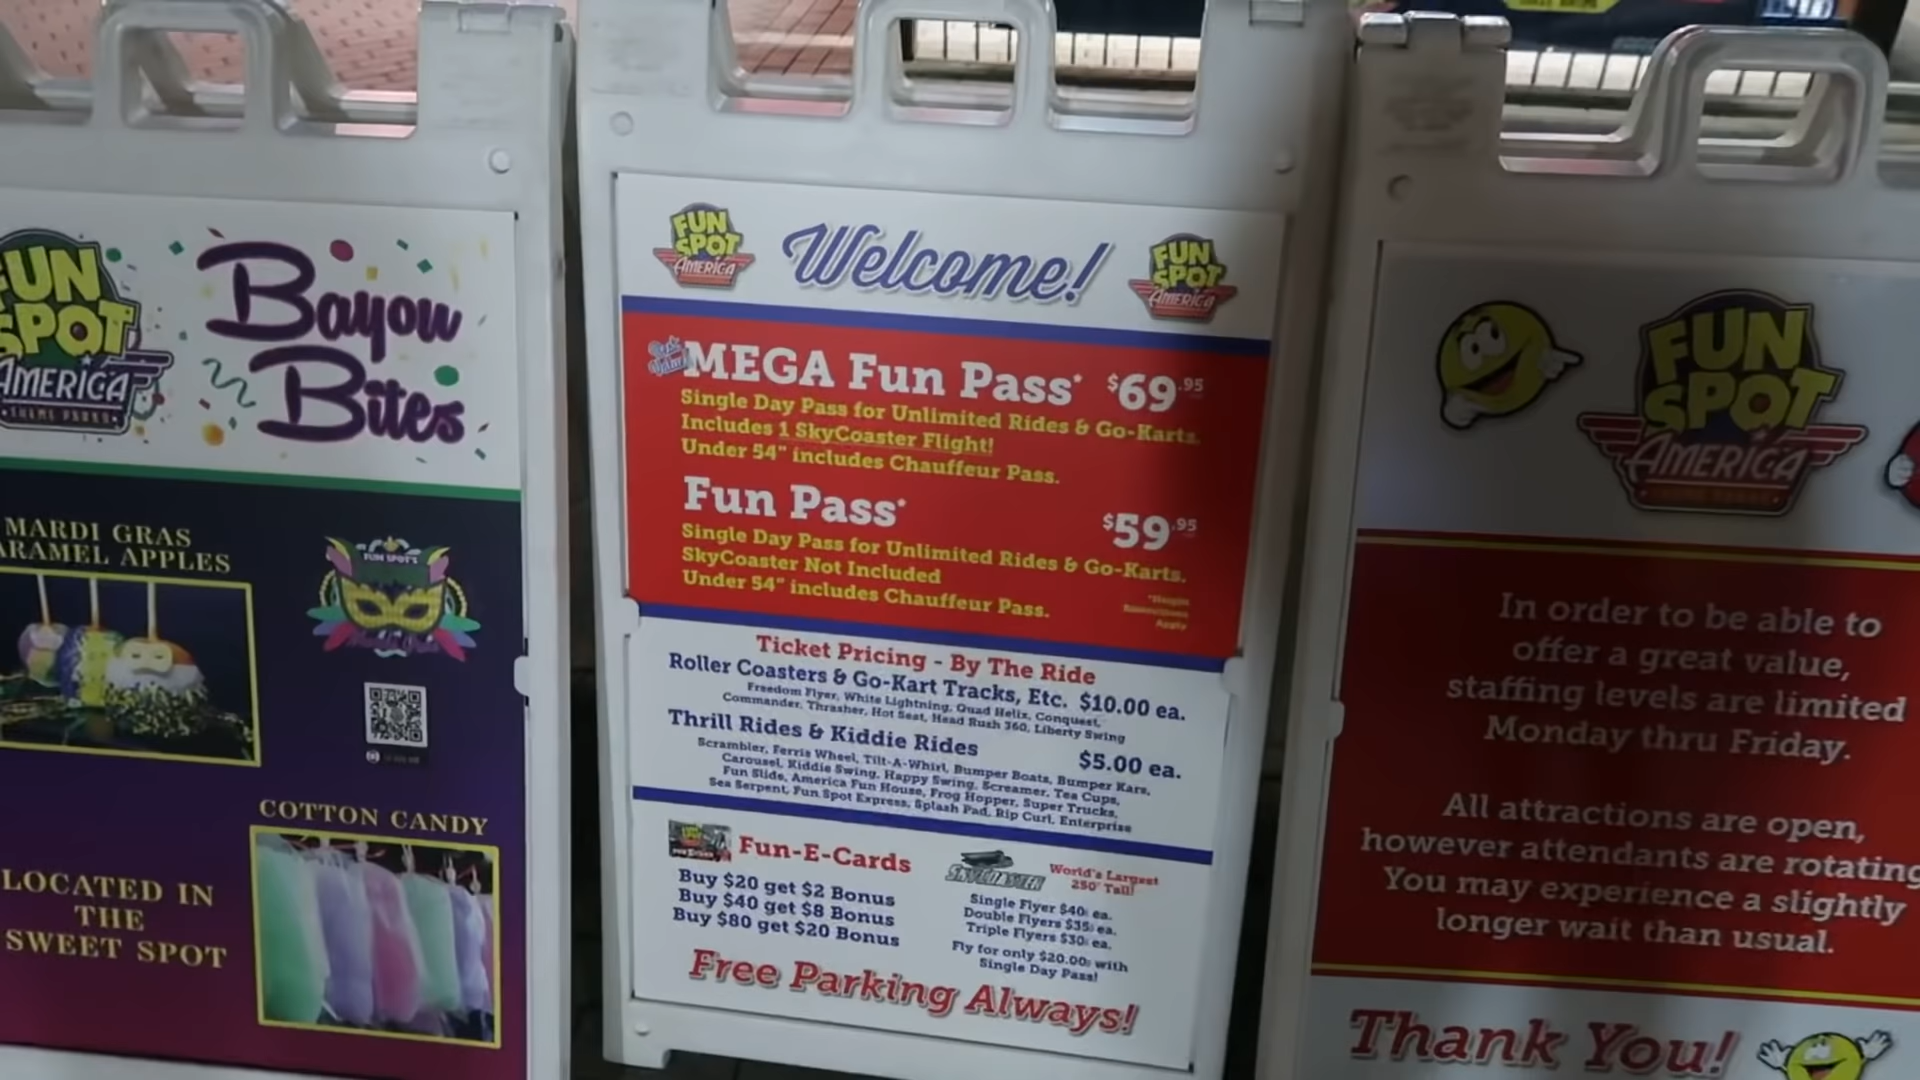 FUN
SPOT
AMERICA
THEME PARKS
Bayou
Bites
MARDI GRAS
ARAMEL APPLES
FUN SPOT'S
COTTON CANDY
LOCATED IN
THE
SWEET SPOT
FUN
SPOT
AMERICA
Welcome!
FUN
SPOT
AMERICA
Best
Value!
MEGA Fun Pass* $69.95
Single Day Pass for Unlimited Rides & Go-Karts.
Includes 1 SkyCoaster Flight!
Under 54" includes Chauffeur Pass.
Fun Pass* $59.95
Single Day Pass for Unlimited Rides & Go-Karts.
SkyCoaster Not Included
Under 54" includes Chauffeur Pass.
*Height
Restrictions
Apply
Ticket Pricing - By The Ride
Roller Coasters & Go-Kart Tracks, Etc. $10.00 ea.
Freedom Flyer, White Lightning, Quad Helix, Conquest,
Commander, Thrasher, Hot Seat, Head Rush 360, Liberty Swing
Thrill Rides & Kiddie Rides $5.00 ea.
Scrambler, Ferris Wheel, Tilt-A-Whirl, Bumper Boats, Bumper Kars,
Carousel, Kiddie Swing, Happy Swing, Screamer, Tea Cups,
Fun Slide, America Fun House, Frog Hopper, Super Trucks,
Sea Serpent, Fun Spot Express, Splash Pad, Rip Curl, Enterprise
Fun-E-Cards
Buy $20 get $2 Bonus
Buy $40 get $8 Bonus
Buy $80 get $20 Bonus
SKYCOASTER
World's Largest
250' Tall!
Single Flyer $40 ea.
Double Flyers $35 ea.
Triple Flyers $30 ea.
Fly for only $20.00 with
Single Day Pass!
Free Parking Always!
FUN
SPOT
AMERICA
In order to be able to
offer a great value,
staffing levels are limited
Monday thru Friday.
All attractions are open,
however attendants are rotating
You may experience a slightly
longer wait than usual.
Thank You!